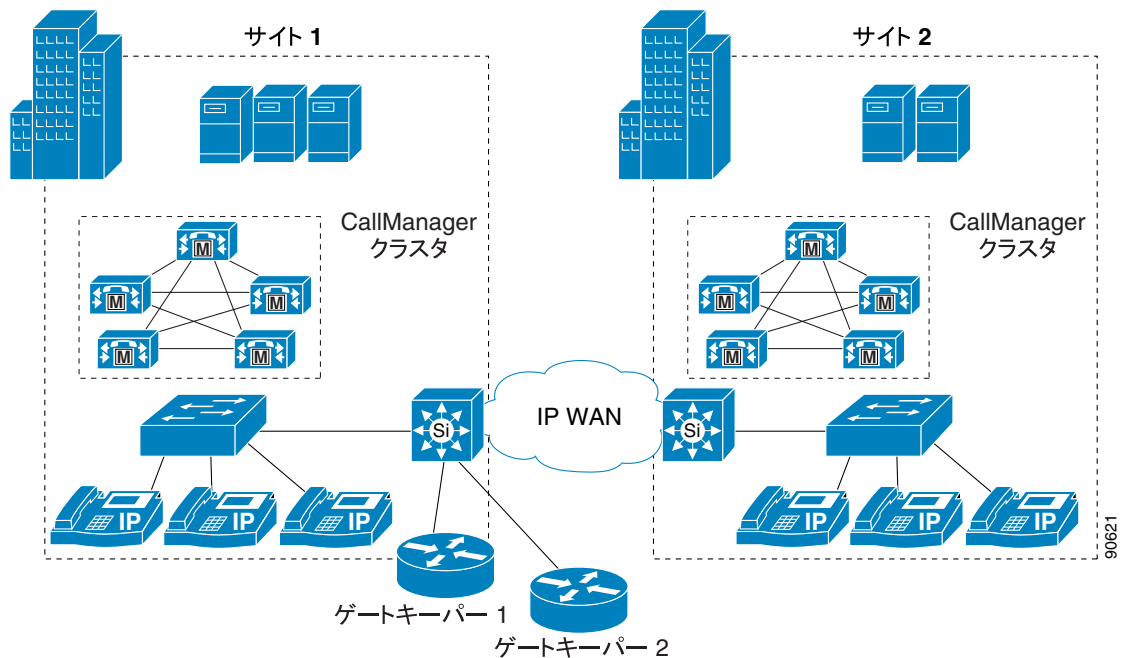 サイト 1
サイト 2
CallManager
クラスタ
CallManager
クラスタ
M
M
M
M
M
M
M
M
M
M
Si
IP WAN
Si
IP
IP
IP
IP
IP
IP
ゲートキーパー 1
ゲートキーパー 2
90621